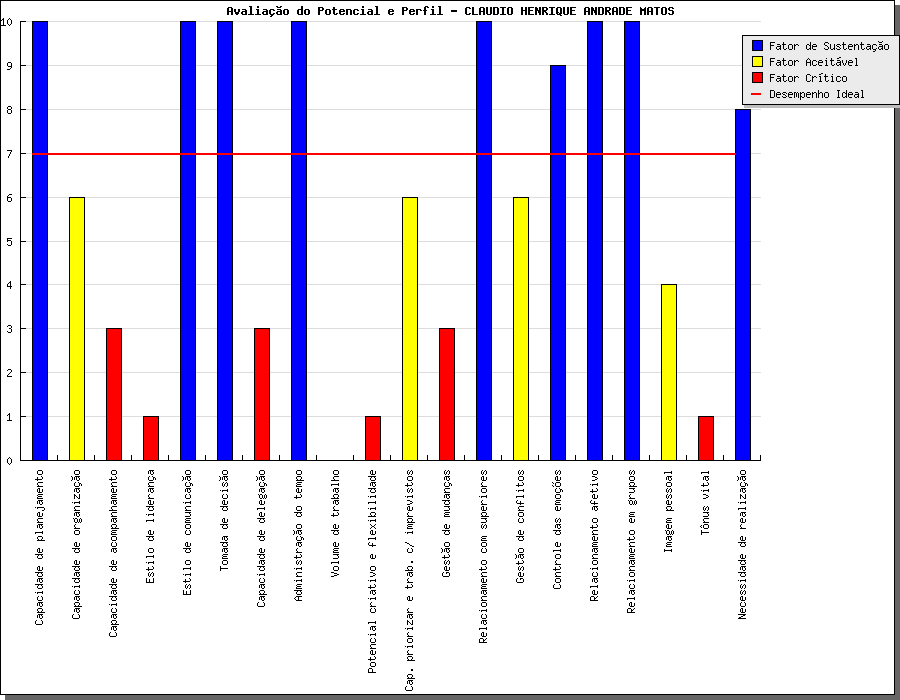 Avaliação do Potencial e Perfil - CLAUDIO HENRIQUE ANDRADE MATOS
Fator de Sustentação
Fator Aceitável
Fator Crítico
Desempenho Ideal
10
9
8
7
6
5
4
3
2
1
0
Capacidade de planejamento
Capacidade de organização
Capacidade de acompanhamento
Estilo de liderança
Estilo de comunicação
Tomada de decisão
Capacidade de delegação
Administração do tempo
Volume de trabalho
Potencial criativo e flexibilidade
Cap. priorizar e trab. c/ imprevistos
Gestão de mudanças
Relacionamento com superiores
Gestão de conflitos
Controle das emoções
Relacionamento afetivo
Relacionamento em grupos
Imagem pessoal
Tônus vital
Necessidade de realização